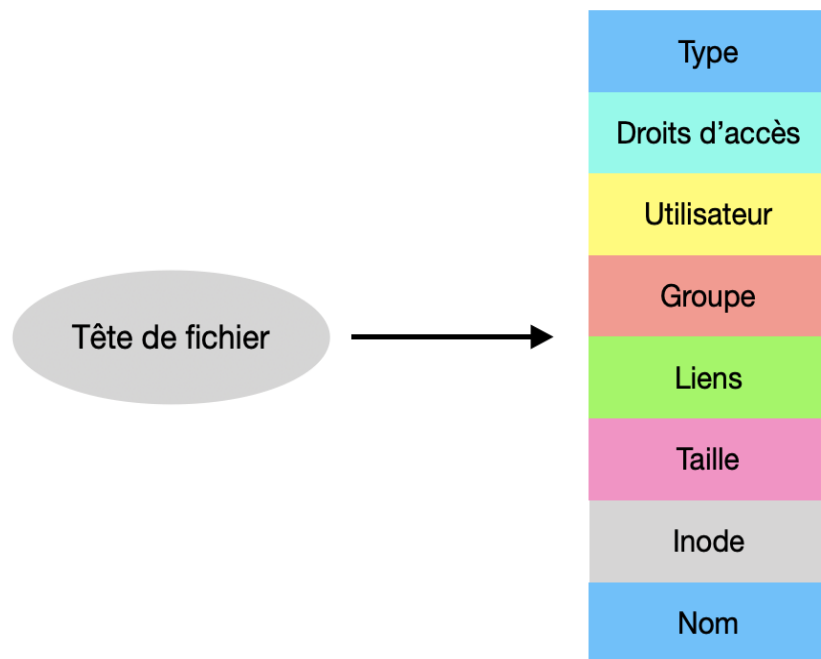 Type
Droits d’accès
Utilisateur
Groupe
Tête de fichier
Liens
Taille
Inode
Nom